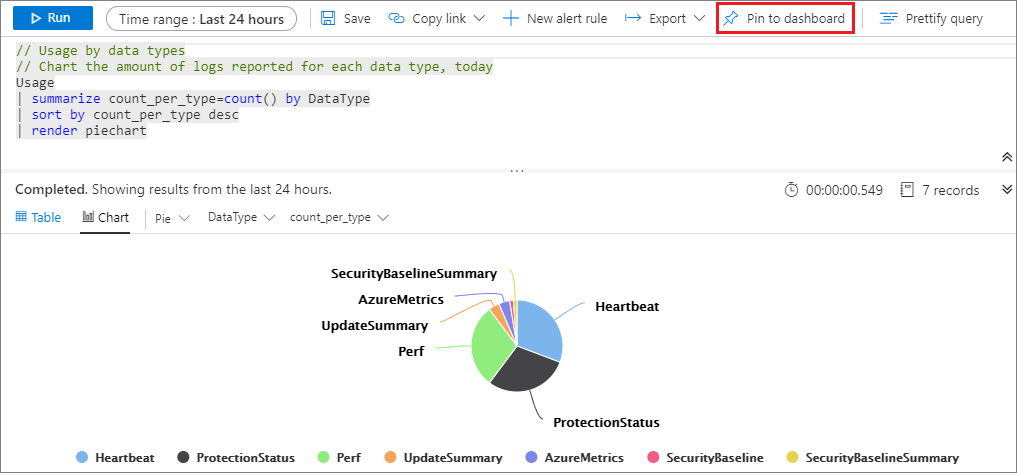 Run Time range : Last 24 hours Save Copy link New alert rule Export Pin to dashboard Prettify query
// Usage by data types
// Chart the amount of logs reported for each data type, today
Usage
| summarize count_per_type=count() by DataType
| sort by count_per_type desc
| render piechart
...
Completed. Showing results from the last 24 hours. 00:00:00.549 7 records
Table Chart Pie DataType count_per_type
SecurityBaselineSummary
AzureMetrics
Heartbeat
UpdateSummary
Perf
ProtectionStatus
Heartbeat ProtectionStatus Perf UpdateSummary AzureMetrics SecurityBaseline SecurityBaselineSummary